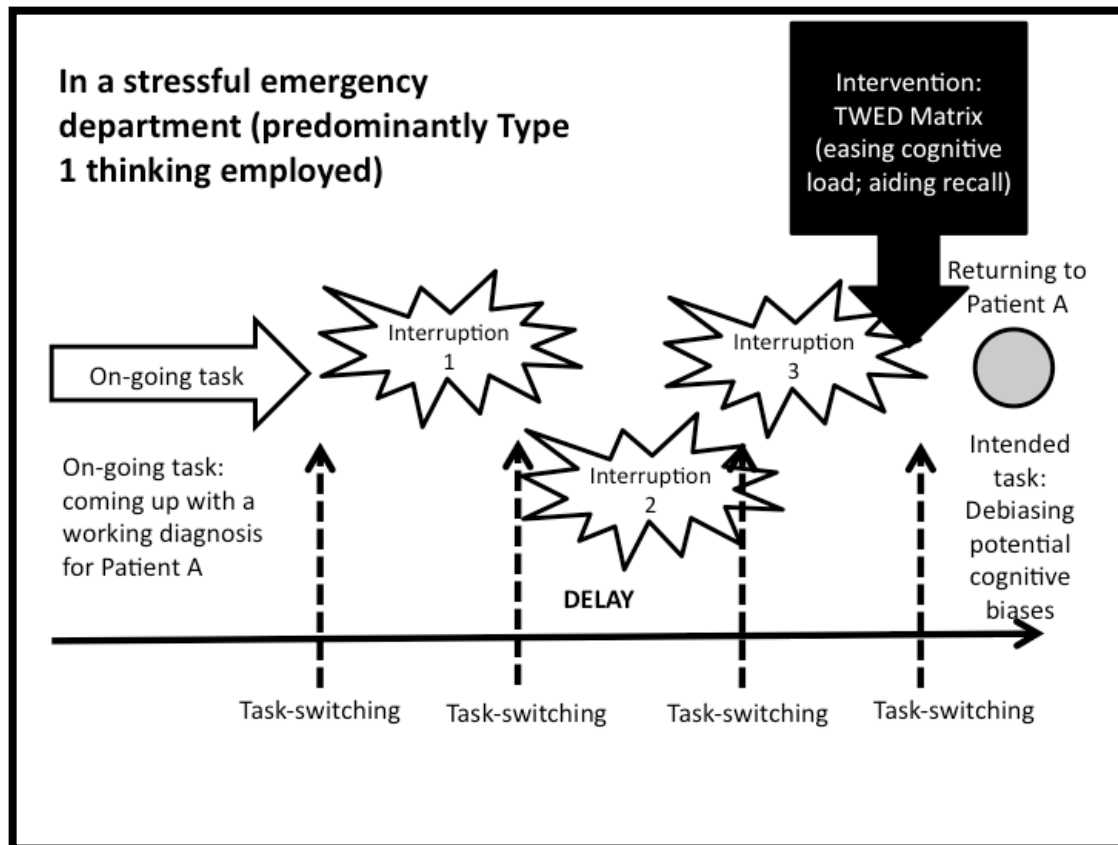 In a stressful emergency
department (predominantly Type
1 thinking employed)
Intervention:
TWED Matrix
(easing cognitive
load; aiding recall)
Returning to
Patient A
On-going task
Interruption
1
Interruption
2
Interruption
3
On-going task:
coming up with a
working diagnosis
for Patient A
Intended
task:
Debiasing
potential
cognitive
biases
DELAY
Task-switching
Task-switching
Task-switching
Task-switching